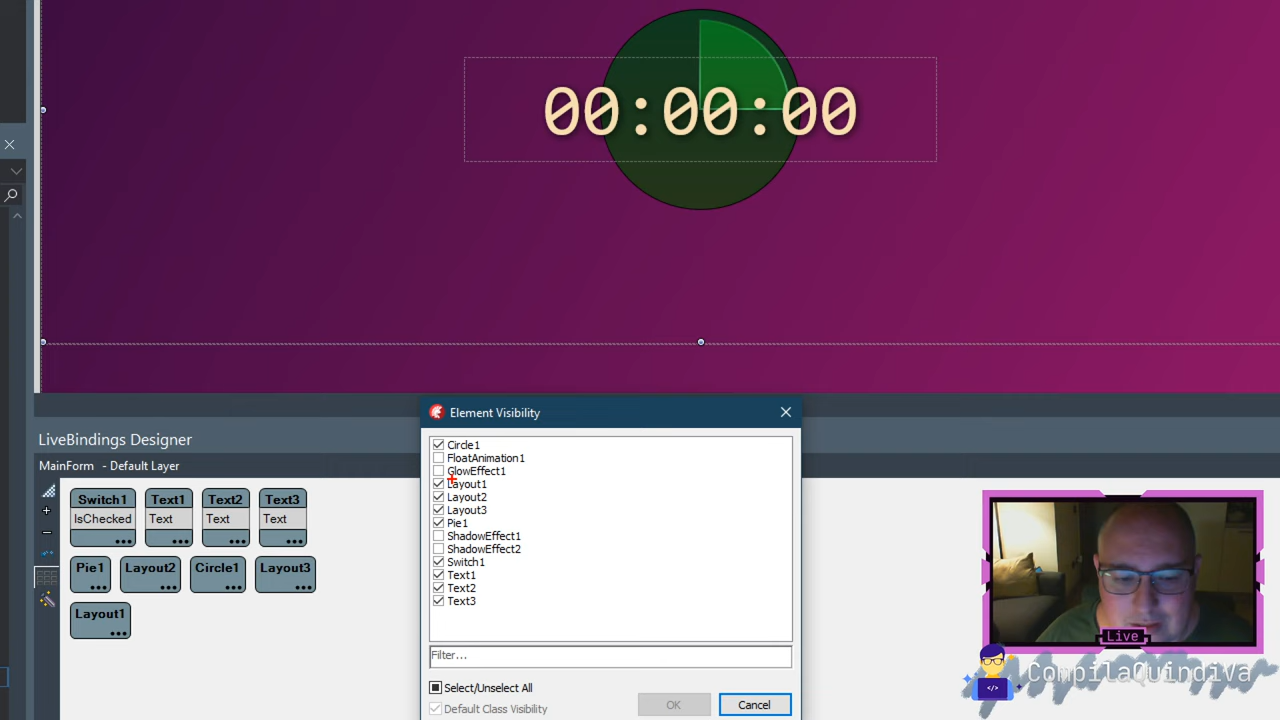 00:00:00
Element Visibility
LiveBindings Designer
MainForm - Default Layer
Circle1
FloatAnimation1
GlowEffect1
Layout1
Layout2
Layout3
Pie1
ShadowEffect1
ShadowEffect2
Switch1
Text1
Text2
Text3
Switch1
Text1
Text2
Text3
IsChecked
Text
Text
Text
Pie1
Layout2
Circle1
Layout3
Layout1
Filter...
Select/Unselect All
Default Class Visibility
OK
Cancel
Live
</>
CompilaQuindiva